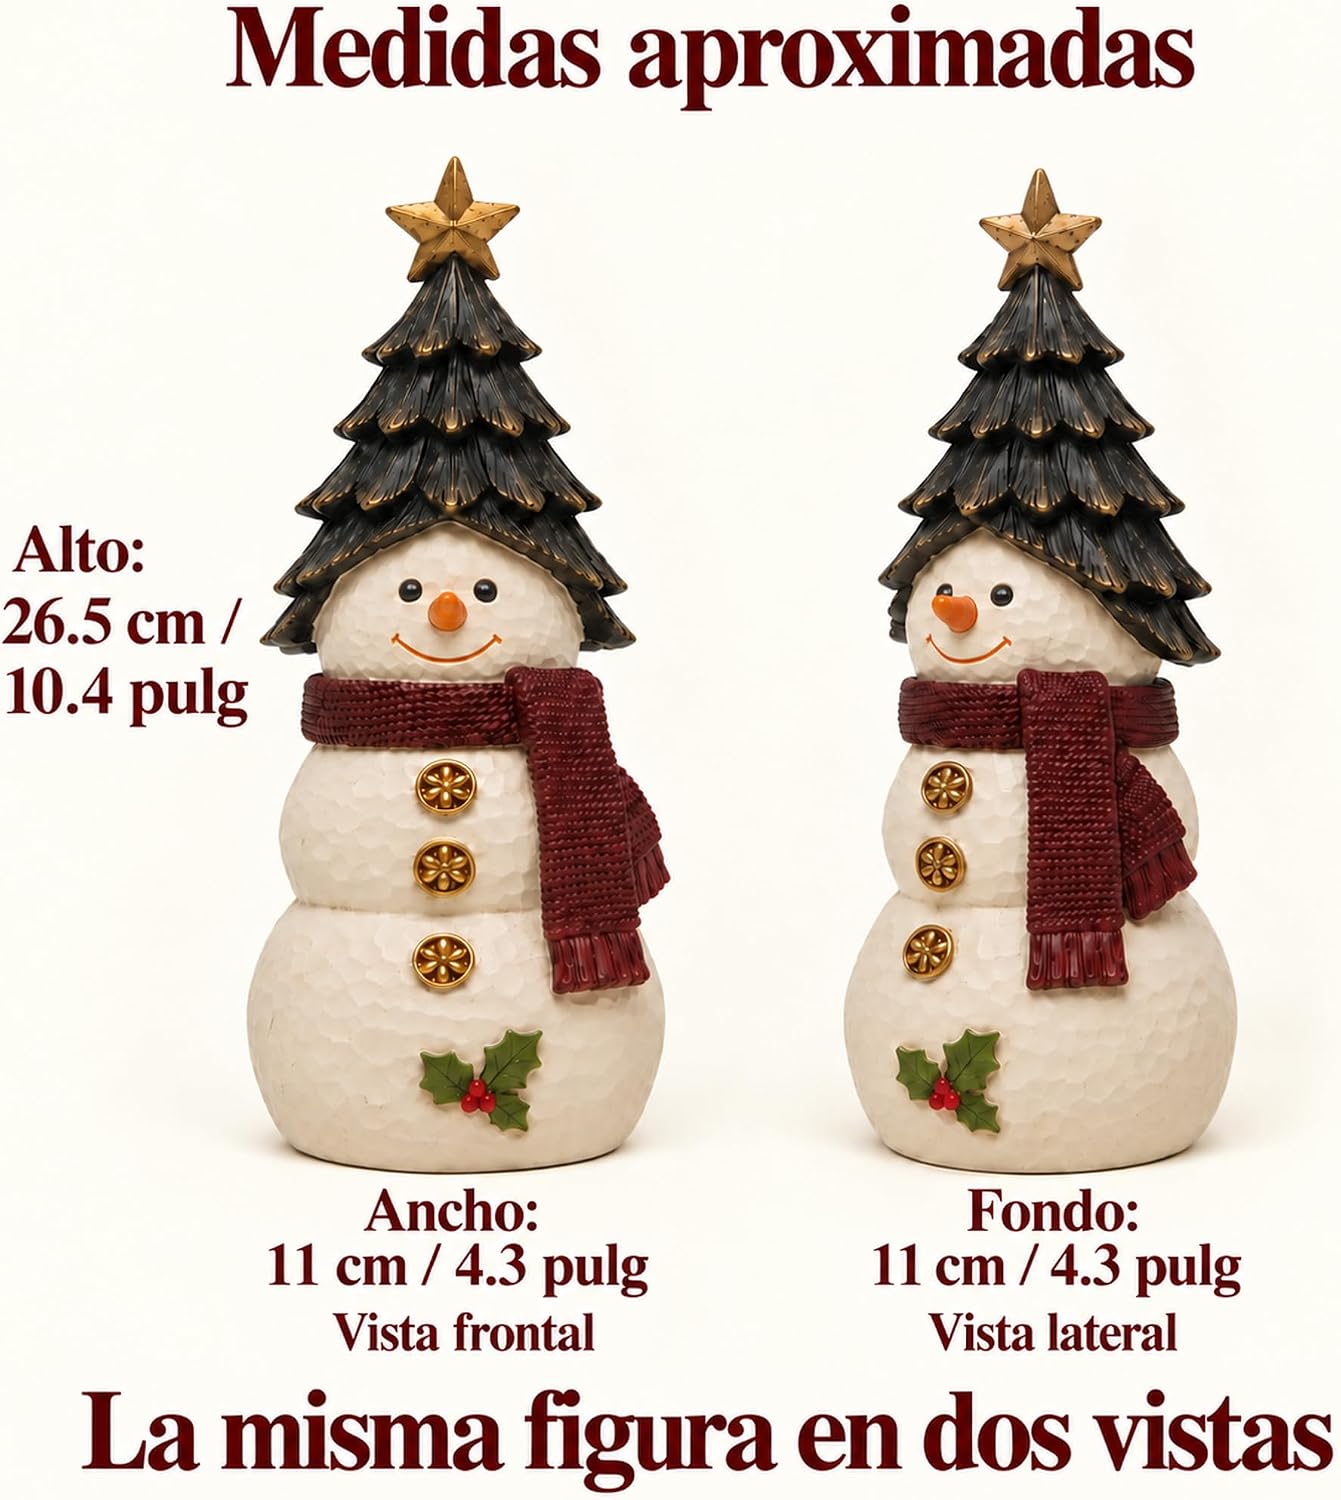 Medidas aproximadas
Alto:
26.5 cm /
10.4 pulg
Ancho:
11 cm / 4.3 pulg
Vista frontal
Fondo:
11 cm / 4.3 pulg
Vista lateral
La misma figura en dos vistas